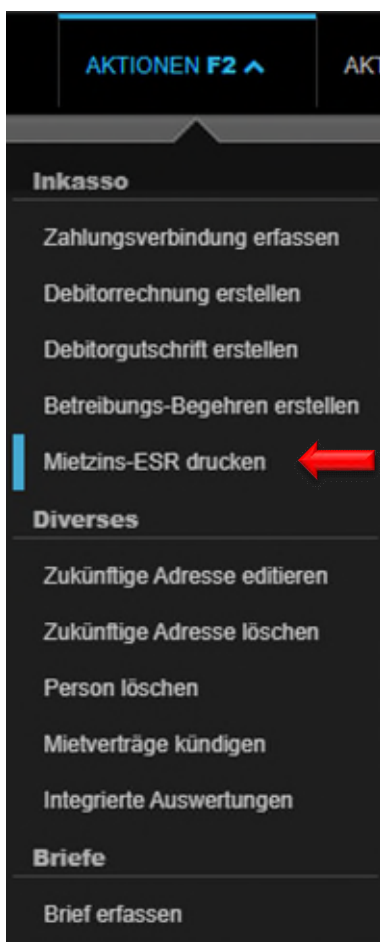 AKTIONEN F2 AKT
Inkasso
Zahlungsverbindung erfassen
Debitorrechnung erstellen
Debitorgutschrift erstellen
Betreibungs-Begehren erstellen
Mietzins-ESR drucken
Diverses
Zukünftige Adresse editieren
Zukünftige Adresse löschen
Person löschen
Mietverträge kündigen
Integrierte Auswertungen
Briefe
Brief erfassen